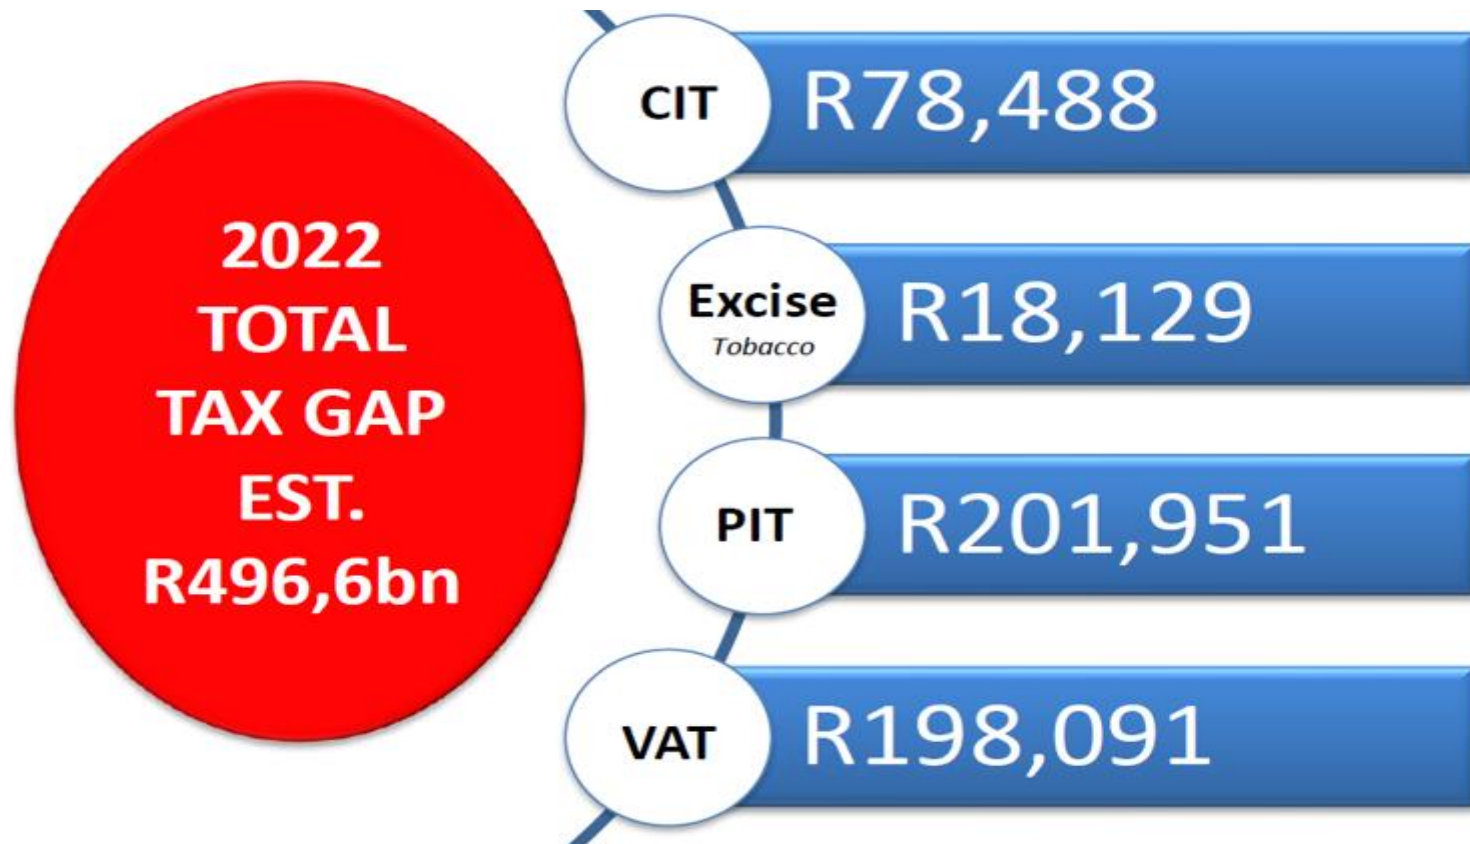 2022
TOTAL
TAX GAP
EST.
R496,6bn
CIT
R78,488
Excise
Tobacco
R18,129
PIT
R201,951
VAT
R198,091